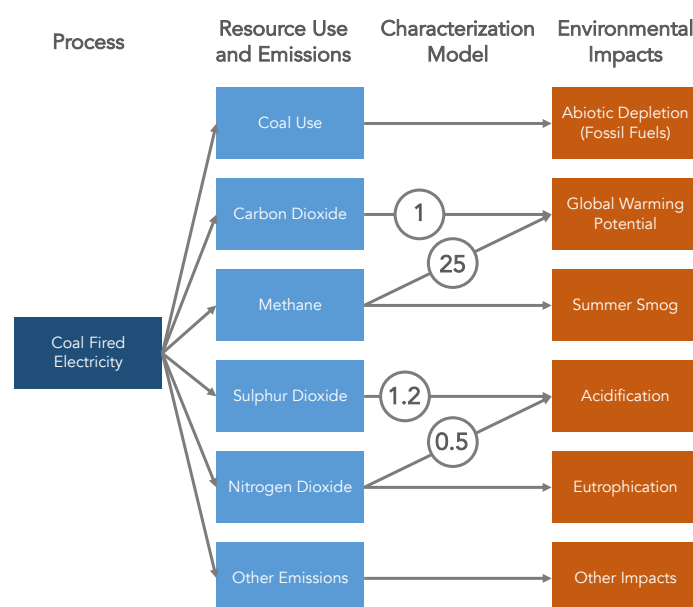 Process
Resource Use
and Emissions
Characterization
Model
Environmental
Impacts
Coal Use
Abiotic Depletion
(Fossil Fuels)
Carbon Dioxide
1
Global Warming
Potential
25
Methane
Summer Smog
Coal Fired
Electricity
Sulphur Dioxide
1.2
Acidification
0.5
Nitrogen Dioxide
Eutrophication
Other Emissions
Other Impacts